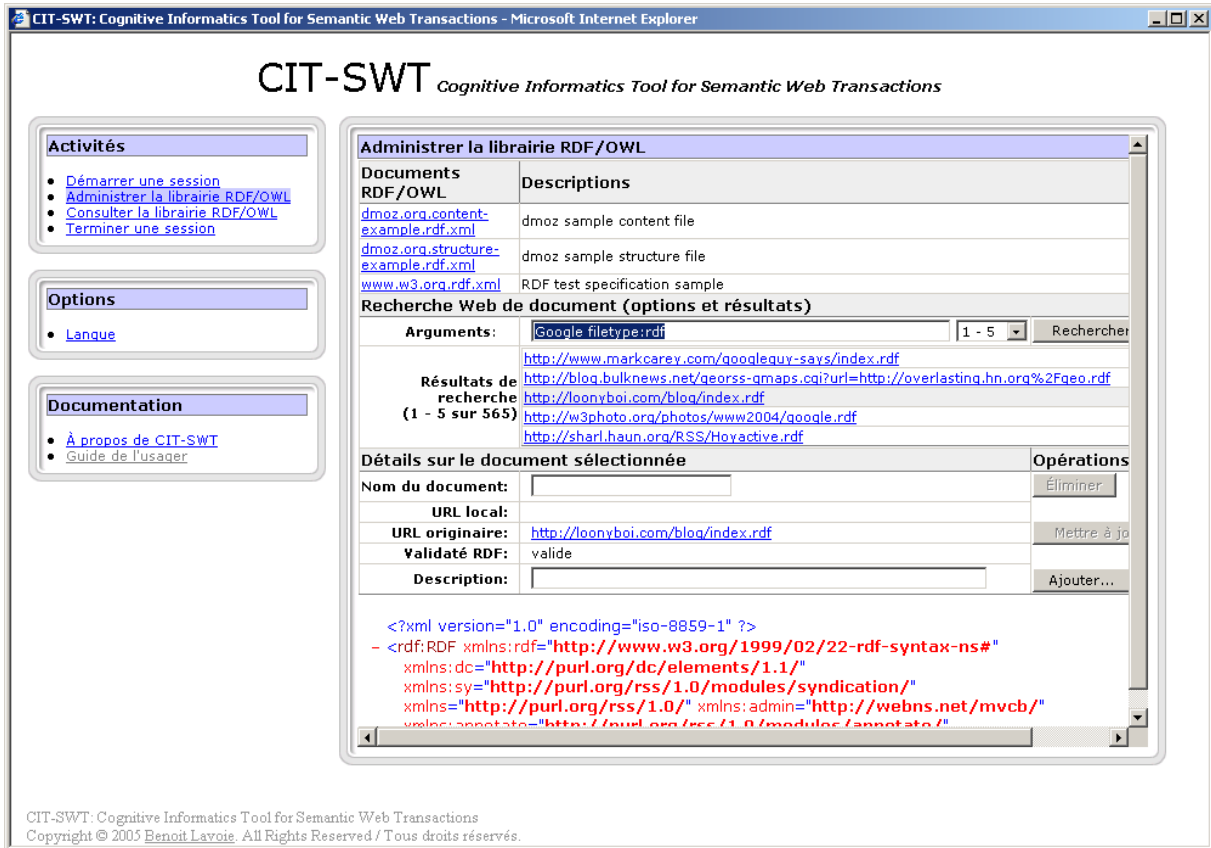 CIT-SWT: Cognitive Informatics Tool for Semantic Web Transactions - Microsoft Internet Explorer
CIT-SWT Cognitive Informatics Tool for Semantic Web Transactions
Activités
Démarrer une session
Administrer la librairie RDF/OWL
Consulter la librairie RDF/OWL
Terminer une session
Options
Langue
Documentation
À propos de CIT-SWT
Guide de l'usager
Administrer la librairie RDF/OWL
Documents RDF/OWL
Descriptions
dmoz.org.content-example.rdf.xml
dmoz sample content file
dmoz.org.structure-example.rdf.xml
dmoz sample structure file
www.w3.org.rdf.xml
RDF test specification sample
Recherche Web de document (options et résultats)
Arguments:
Google filetype:rdf
1 - 5
Rechercher
Résultats de recherche (1 - 5 sur 565)
http://www.markcarey.com/googleguy-says/index.rdf
http://blog.bulknews.net/georss-gmaps.cgi?url=http://overlasting.hn.org%2Fgeo.rdf
http://loonyboi.com/blog/index.rdf
http://w3photo.org/photos/www2004/google.rdf
http://sharl.haun.org/RSS/Hoyactive.rdf
Détails sur le document sélectionnée
Opérations
Nom du document:
Éliminer
URL local:
URL originaire:
http://loonyboi.com/blog/index.rdf
Mettre à jo
Validaté RDF:
valide
Description:
Ajouter...
<?xml version="1.0" encoding="iso-8859-1" ?>
- <rdf:RDF xmlns:rdf="http://www.w3.org/1999/02/22-rdf-syntax-ns#"
xmlns:dc="http://purl.org/dc/elements/1.1/"
xmlns:sy="http://purl.org/rss/1.0/modules/syndication/"
xmlns="http://purl.org/rss/1.0/" xmlns:admin="http://webns.net/mvcb/"
xmlns:annotate="http://purl.org/rss/1.0/modules/annotate/"
CIT-SWT: Cognitive Informatics Tool for Semantic Web Transactions
Copyright © 2005 Benoit Lavoie. All Rights Reserved / Tous droits réservés.